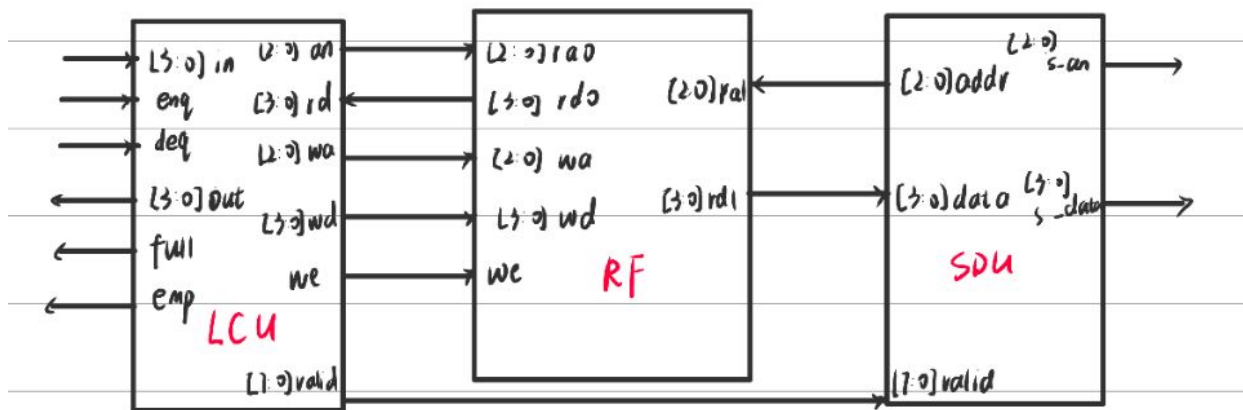 [3:0] in
enq
deq
[3:0] out
full
emp
[2:0] an
[3:0] rd
[2:0] wa
[3:0] wd
we
LCU
[7:0] valid
[2:0] ra0
[3:0] rd0
[2:0] wa
[3:0] wd
we
RF
[2:0] ra1
[3:0] rd1
[2:0] addr
[3:0] data
SDU
[7:0] valid
[2:0]
s_an
[3:0]
s_data